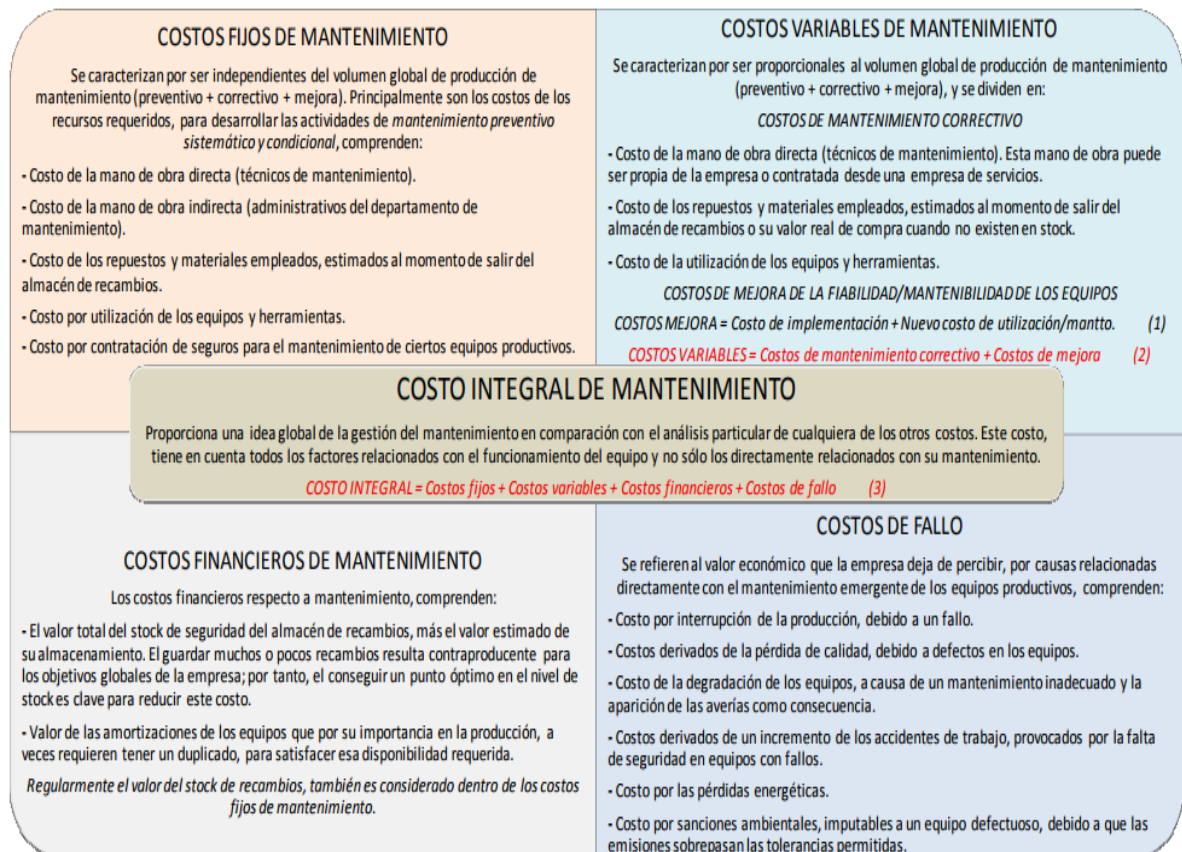 COSTOS FIJOS DE MANTENIMIENTO
Se caracterizan por ser independientes del volumen global de producción de
mantenimiento (preventivo + correctivo + mejora). Principalmente son los costos de los
recursos requeridos, para desarrollar las actividades de mantenimiento preventivo
sistemático y condicional, comprenden:
- Costo de la mano de obra directa (técnicos de mantenimiento).
- Costo de la mano de obra indirecta (administrativos del departamento de
mantenimiento).
- Costo de los repuestos y materiales empleados, estimados al momento de salir del
almacén de recambios.
- Costo por utilización de los equipos y herramientas.
- Costo por contratación de seguros para el mantenimiento de ciertos equipos productivos.
COSTOS VARIABLES DE MANTENIMIENTO
Se caracterizan por ser proporcionales al volumen global de producción de mantenimiento
(preventivo + correctivo + mejora), y se dividen en:
COSTOS DE MANTENIMIENTO CORRECTIVO
- Costo de la mano de obra directa (técnicos de mantenimiento). Esta mano de obra puede
ser propia de la empresa o contratada desde una empresa de servicios.
- Costo de los repuestos y materiales empleados, estimados al momento de salir del
almacén de recambios o su valor real de compra cuando no existen en stock.
- Costo de la utilización de los equipos y herramientas.
COSTOS DE MEJORA DE LA FIABILIDAD/MANTENIBILIDAD DE LOS EQUIPOS
COSTOS MEJORA = Costo de implementación + Nuevo costo de utilización/mantto. (1)
COSTOS VARIABLES = Costos de mantenimiento correctivo + Costos de mejora (2)
COSTO INTEGRAL DE MANTENIMIENTO
Proporciona una idea global de la gestión del mantenimiento en comparación con el análisis particular de cualquiera de los otros costos. Este costo,
tiene en cuenta todos los factores relacionados con el funcionamiento del equipo y no sólo los directamente relacionados con su mantenimiento.
COSTO INTEGRAL = Costos fijos + Costos variables + Costos financieros + Costos de fallo (3)
COSTOS FINANCIEROS DE MANTENIMIENTO
Los costos financieros respecto a mantenimiento, comprenden:
- El valor total del stock de seguridad del almacén de recambios, más el valor estimado de
su almacenamiento. El guardar muchos o pocos recambios resulta contraproducente para
los objetivos globales de la empresa; por tanto, el conseguir un punto óptimo en el nivel de
stock es clave para reducir este costo.
- Valor de las amortizaciones de los equipos que por su importancia en la producción, a
veces requieren tener un duplicado, para satisfacer esa disponibilidad requerida.
Regularmente el valor del stock de recambios, también es considerado dentro de los costos
fijos de mantenimiento.
COSTOS DE FALLO
Se refieren al valor económico que la empresa deja de percibir, por causas relacionadas
directamente con el mantenimiento emergente de los equipos productivos, comprenden:
- Costo por interrupción de la producción, debido a un fallo.
- Costos derivados de la pérdida de calidad, debido a defectos en los equipos.
- Costo de la degradación de los equipos, a causa de un mantenimiento inadecuado y la
aparición de las averías como consecuencia.
- Costos derivados de un incremento de los accidentes de trabajo, provocados por la falta
de seguridad en equipos con fallos.
- Costo por las pérdidas energéticas.
- Costo por sanciones ambientales, imputables a un equipo defectuoso, debido a que las
emisiones sobrepasan las tolerancias permitidas.